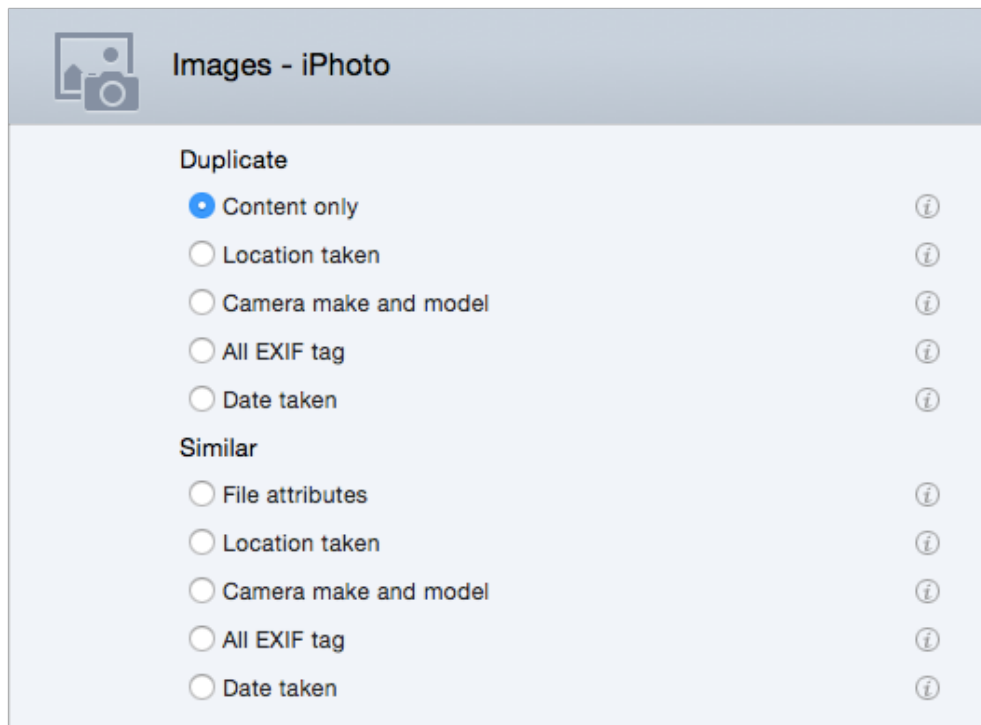 Images - iPhoto
Duplicate
Content only
Location taken
Camera make and model
All EXIF tag
Date taken
Similar
File attributes
Location taken
Camera make and model
All EXIF tag
Date taken